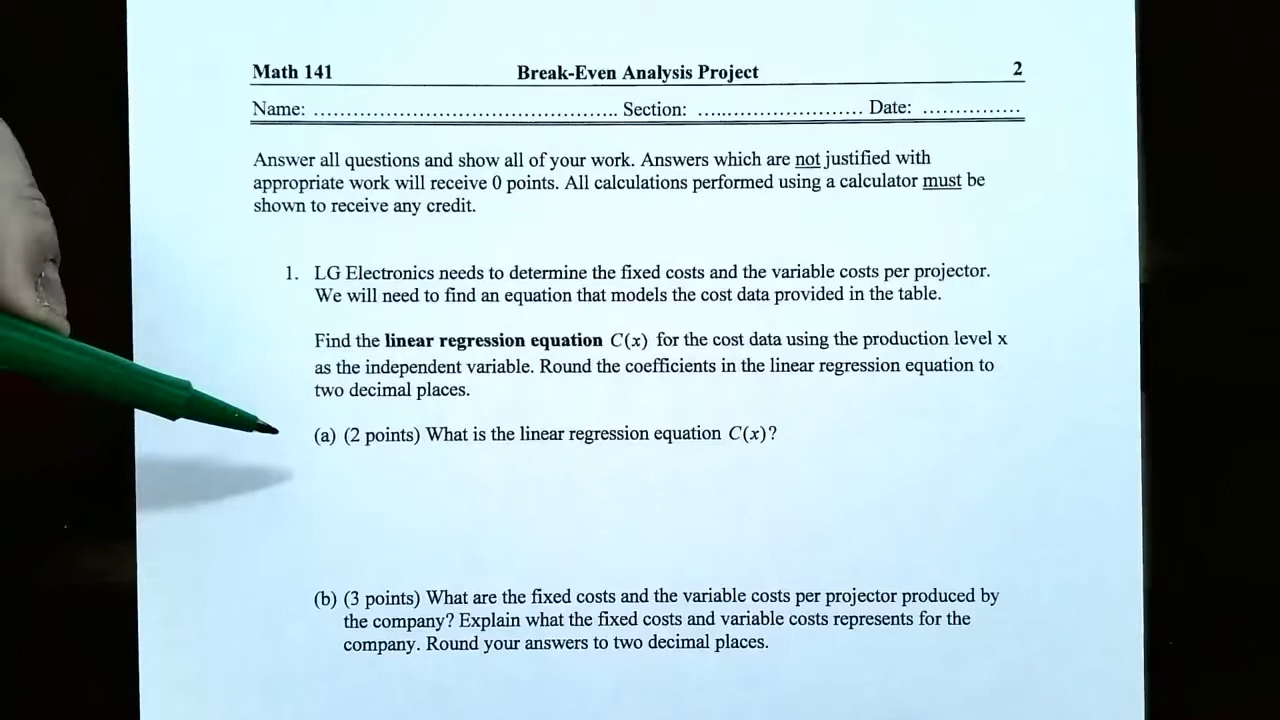 Math 141 Break-Even Analysis Project 2
Name: ................................................. Section: ........................... Date: ................
Answer all questions and show all of your work. Answers which are not justified with
appropriate work will receive 0 points. All calculations performed using a calculator must be
shown to receive any credit.
1. LG Electronics needs to determine the fixed costs and the variable costs per projector.
We will need to find an equation that models the cost data provided in the table.
Find the linear regression equation C(x) for the cost data using the production level x
as the independent variable. Round the coefficients in the linear regression equation to
two decimal places.
(a) (2 points) What is the linear regression equation C(x)?
(b) (3 points) What are the fixed costs and the variable costs per projector produced by
the company? Explain what the fixed costs and variable costs represents for the
company. Round your answers to two decimal places.